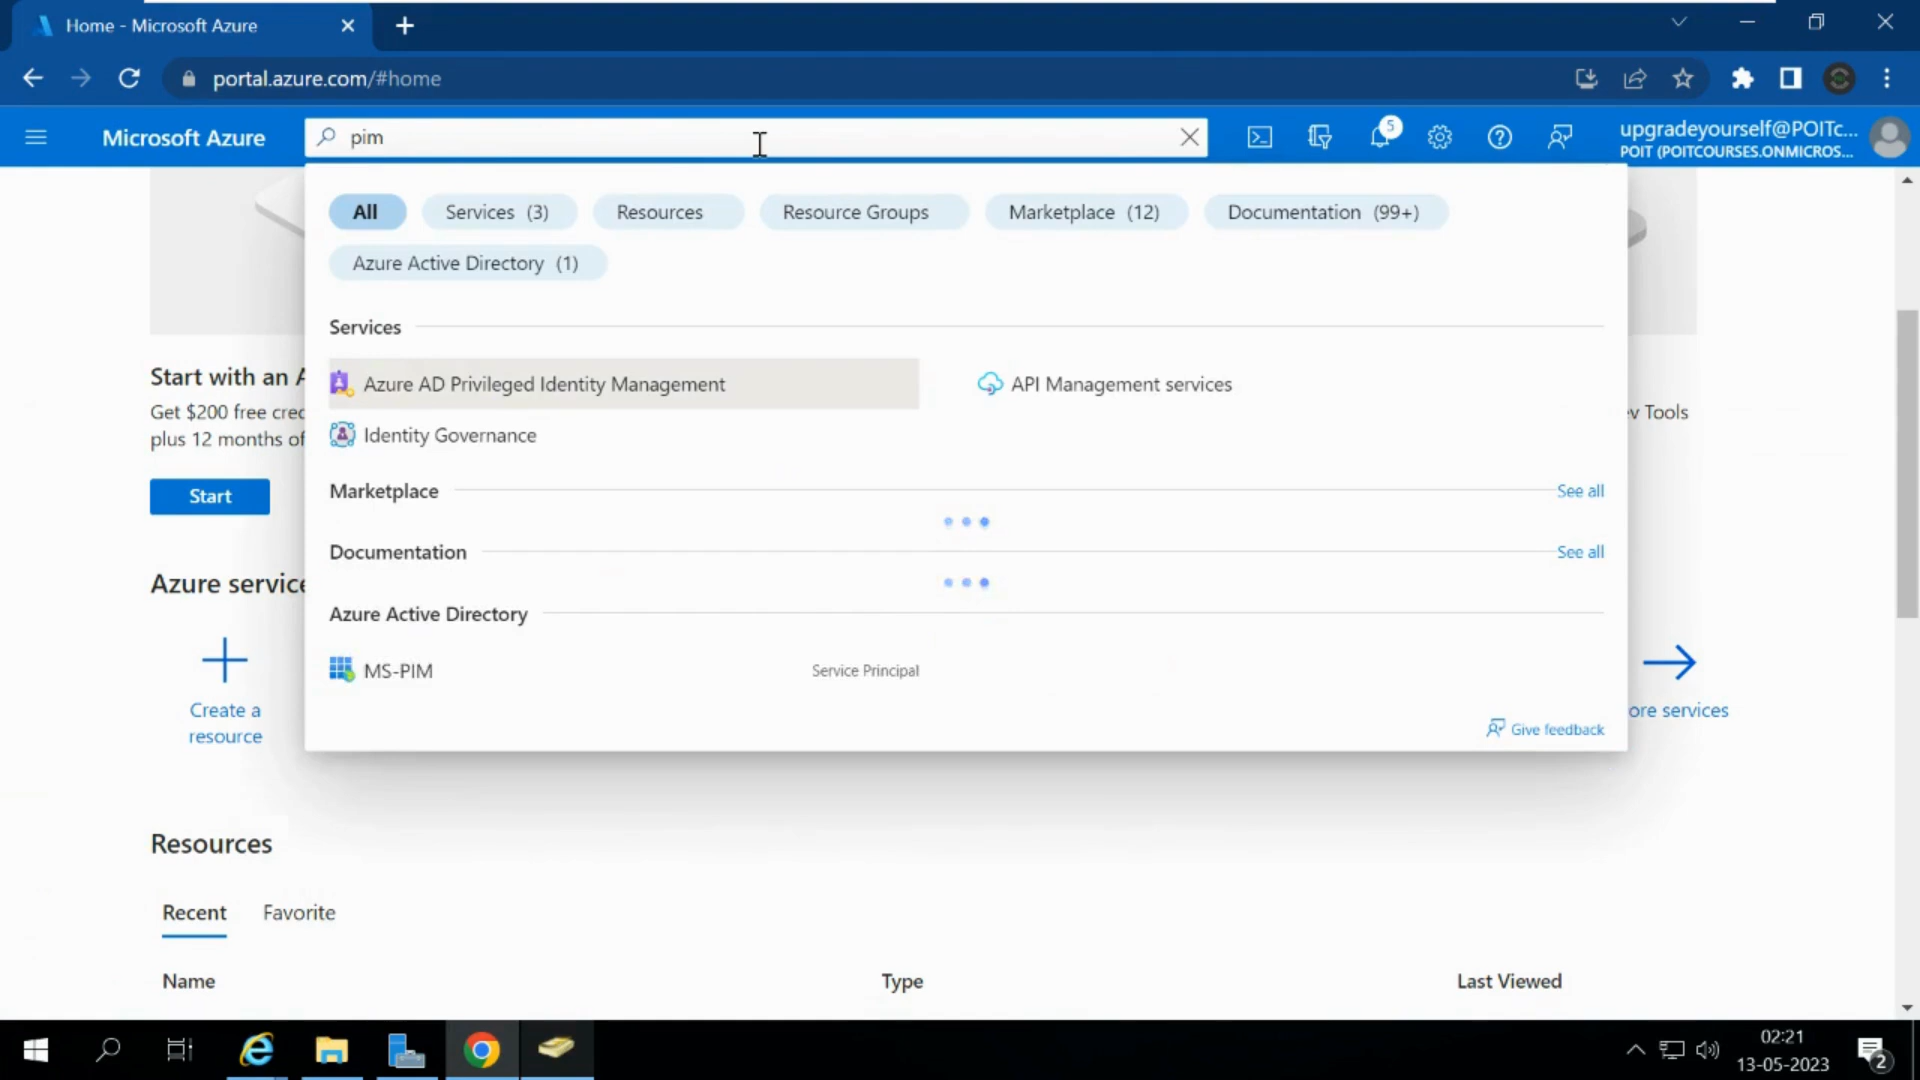 Home - Microsoft Azure
portal.azure.com/#home
Microsoft Azure
pim
5
upgradeyourself@POITc...
POIT (POITCOURSES.ONMICROS...
All
Services (3)
Resources
Resource Groups
Marketplace (12)
Documentation (99+)
Azure Active Directory (1)
Services
Azure AD Privileged Identity Management
API Management services
Identity Governance
Marketplace
See all
Documentation
See all
Azure Active Directory
MS-PIM
Service Principal
Give feedback
Start with an A
Get $200 free cred
plus 12 months of
Start
ev Tools
Azure service
Create a
resource
ore services
Resources
Recent
Favorite
Name
Type
Last Viewed
02:21
13-05-2023
2